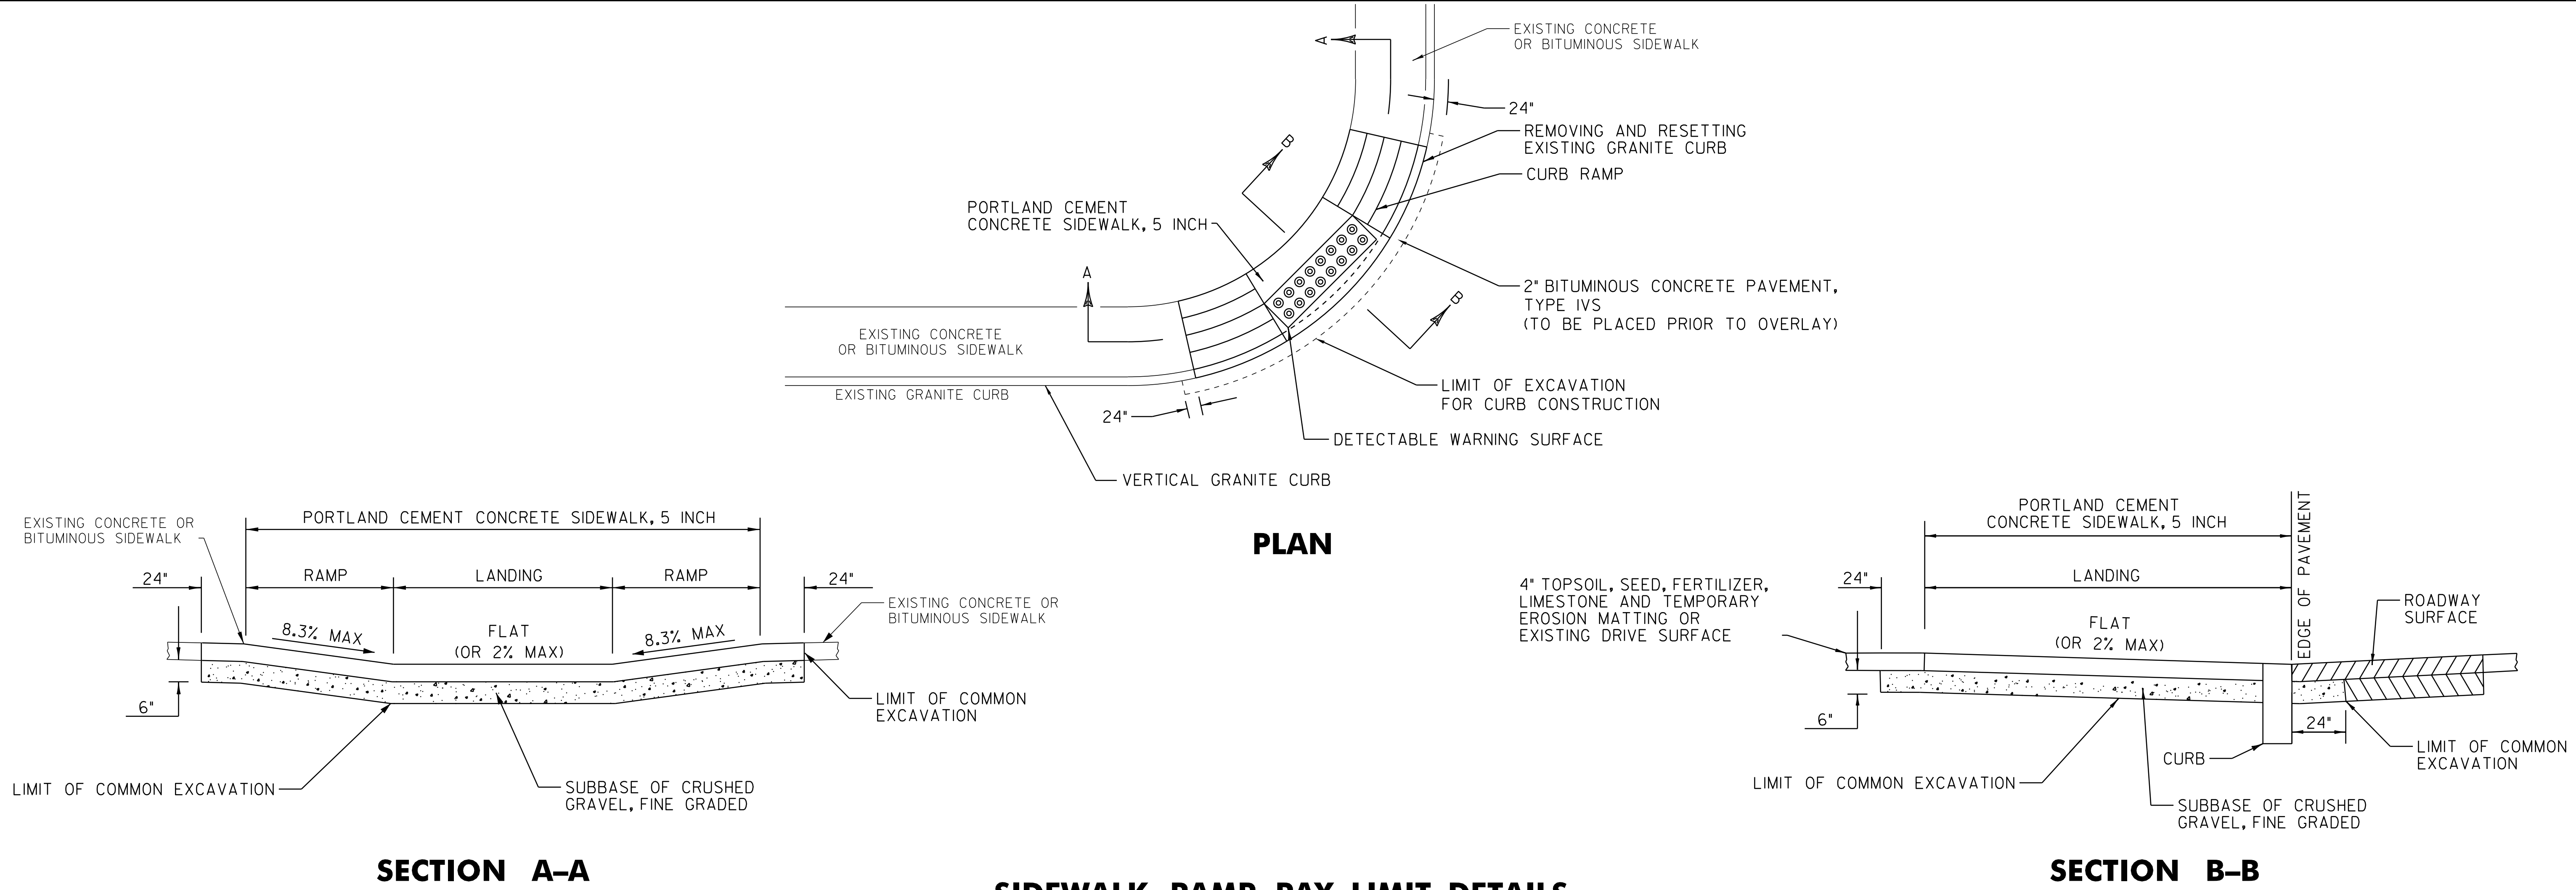 EXISTING CONCRETE
OR BITUMINOUS SIDEWALK
A
24"
REMOVING AND RESETTING
EXISTING GRANITE CURB
CURB RAMP
B
PORTLAND CEMENT
CONCRETE SIDEWALK, 5 INCH
A
2" BITUMINOUS CONCRETE PAVEMENT,
TYPE IVS
(TO BE PLACED PRIOR TO OVERLAY)
B
EXISTING CONCRETE
OR BITUMINOUS SIDEWALK
EXISTING GRANITE CURB
24"
LIMIT OF EXCAVATION
FOR CURB CONSTRUCTION
DETECTABLE WARNING SURFACE
VERTICAL GRANITE CURB
PLAN
EXISTING CONCRETE OR
BITUMINOUS SIDEWALK
PORTLAND CEMENT CONCRETE SIDEWALK, 5 INCH
24"
RAMP
LANDING
RAMP
24"
EXISTING CONCRETE OR
BITUMINOUS SIDEWALK
8.3% MAX
FLAT
(OR 2% MAX)
8.3% MAX
6"
LIMIT OF COMMON
EXCAVATION
LIMIT OF COMMON EXCAVATION
SUBBASE OF CRUSHED
GRAVEL, FINE GRADED
SECTION A–A
PORTLAND CEMENT
CONCRETE SIDEWALK, 5 INCH
EDGE OF PAVEMENT
24"
LANDING
4" TOPSOIL, SEED, FERTILIZER,
LIMESTONE AND TEMPORARY
EROSION MATTING OR
EXISTING DRIVE SURFACE
ROADWAY
SURFACE
FLAT
(OR 2% MAX)
6"
24"
CURB
LIMIT OF COMMON
EXCAVATION
LIMIT OF COMMON EXCAVATION
SUBBASE OF CRUSHED
GRAVEL, FINE GRADED
SECTION B–B
SIDEWALK RAMP PAY LIMIT DETAILS